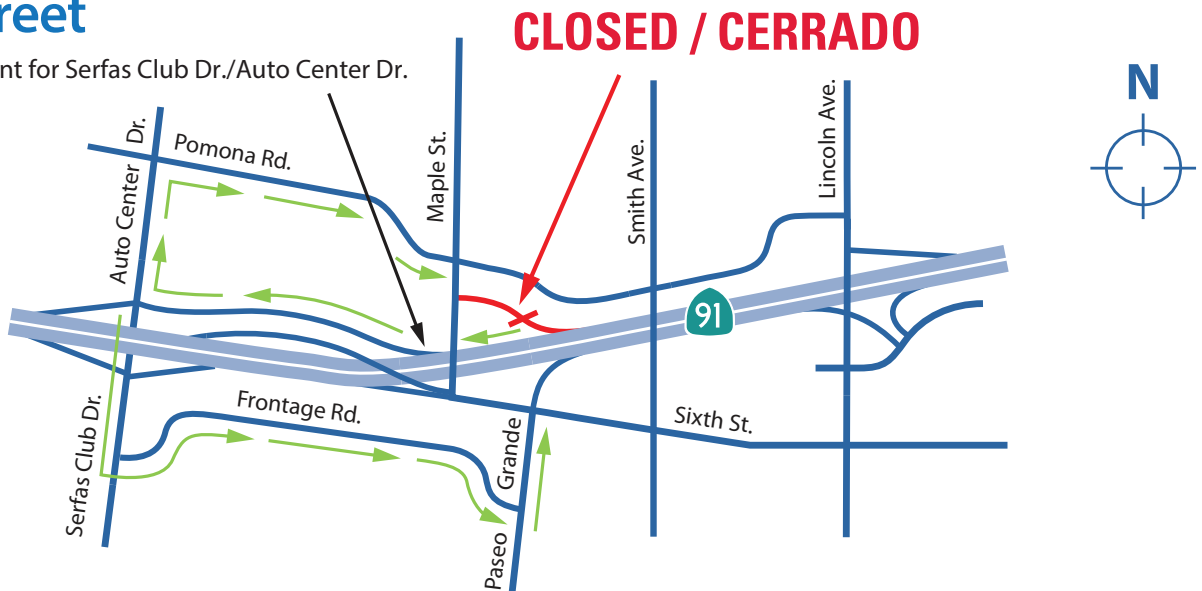 CLOSED / CERRADO
nt for Serfas Club Dr./Auto Center Dr.
N
Auto Center Dr.
Pomona Rd.
Maple St.
Smith Ave.
Lincoln Ave.
91
Serfas Club Dr.
Frontage Rd.
Paseo Grande
Sixth St.